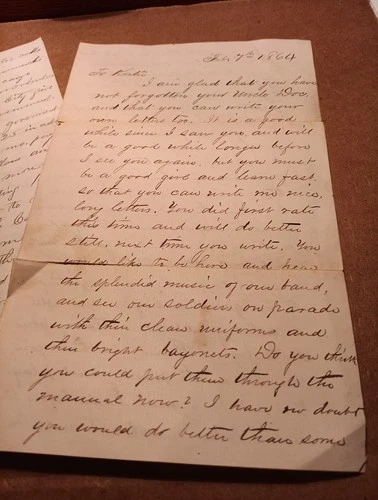 Feb 7th 1864
To Katie
I am glad that you have
not forgotten your Uncle Doc,
and that you can write your
own letters too. It is a good
while since I saw you, and will
be a good while longer before
I see you again, but you must
be a good girl and learn fast,
so that you can write me nice,
long letters. You did first rate
this time and will do better
still, next time you write. You
would like to be here and hear
the splendid music of our band,
and see our soldiers on parade
with their clean uniforms and
their bright bayonets. Do you think
you could put them through the
manual now? I have no doubt
you would do better than some